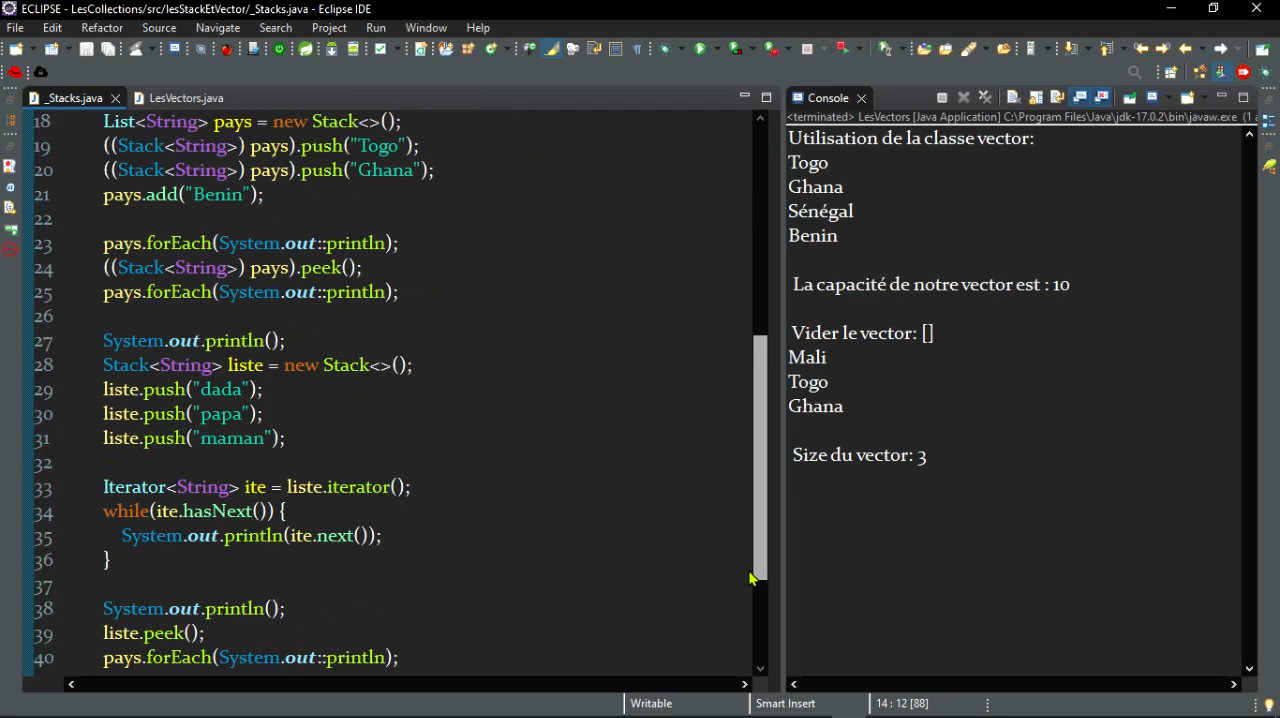 ECLIPSE - LesCollections/src/lesStackEtVector/_Stacks.java - Eclipse IDE
File Edit Refactor Source Navigate Search Project Run Window Help
_Stacks.java LesVectors.java
18 List<String> pays = new Stack<>();
19 ((Stack<String>) pays).push("Togo");
20 ((Stack<String>) pays).push("Ghana");
21 pays.add("Benin");
22
23 pays.forEach(System.out::println);
24 ((Stack<String>) pays).peek();
25 pays.forEach(System.out::println);
26
27 System.out.println();
28 Stack<String> liste = new Stack<>();
29 liste.push("dada");
30 liste.push("papa");
31 liste.push("maman");
32
33 Iterator<String> ite = liste.iterator();
34 while(ite.hasNext()) {
35 System.out.println(ite.next());
36 }
37
38 System.out.println();
39 liste.peek();
40 pays.forEach(System.out::println);
Console
<terminated> LesVectors [Java Application] C:\Program Files\Java\jdk-17.0.2\bin\javaw.exe (1
Utilisation de la classe vector:
Togo
Ghana
Sénégal
Benin
La capacité de notre vector est : 10
Vider le vector: []
Mali
Togo
Ghana
Size du vector: 3
Writable Smart Insert 14 : 12 [88]